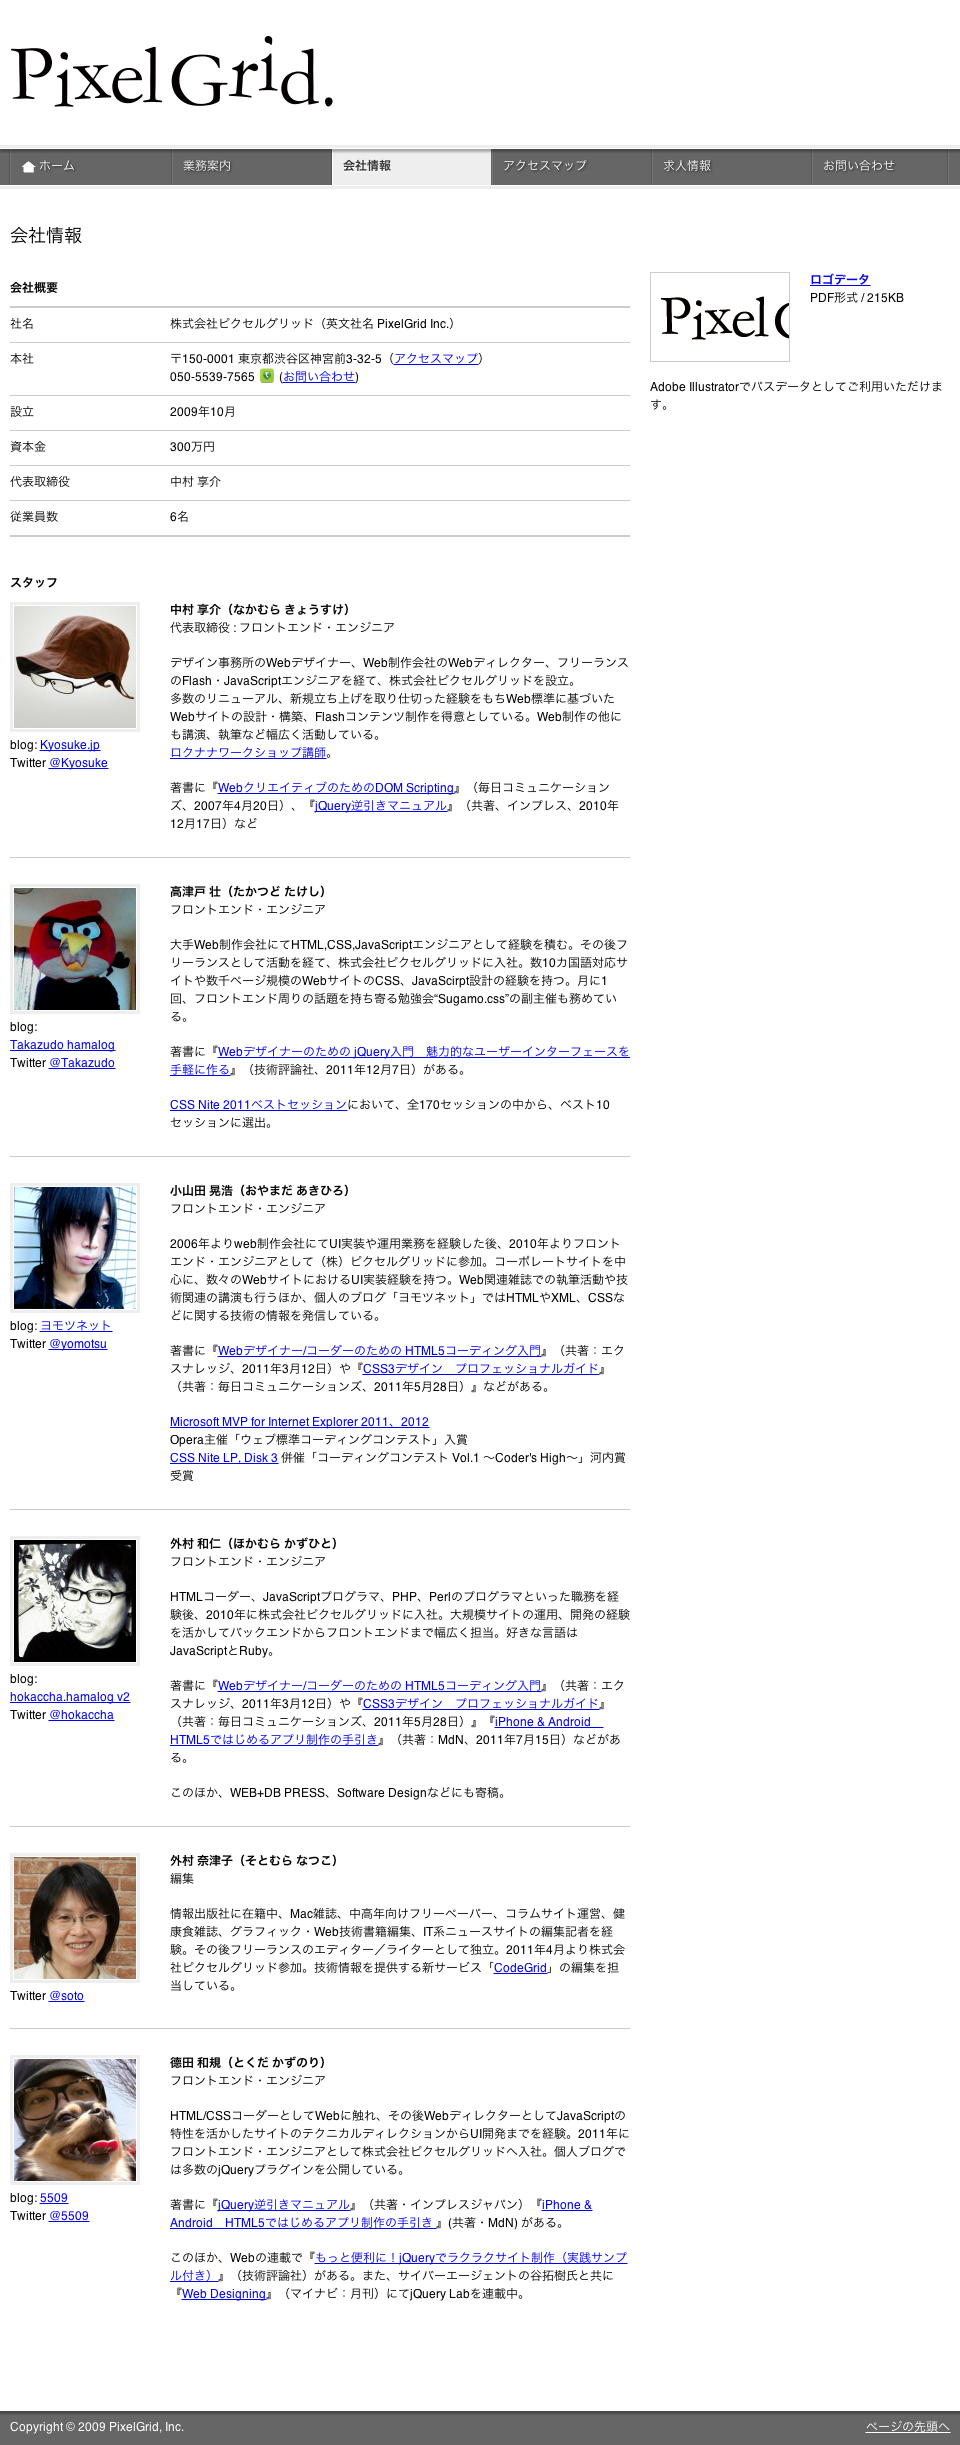 PixelGrid.
ホーム 業務案内 会社情報 アクセスマップ 求人情報 お問い合わせ
会社情報
会社概要
社名 株式会社ピクセルグリッド（英文社名 PixelGrid Inc.）
本社 〒150-0001 東京都渋谷区神宮前3-32-5（アクセスマップ）
050-5539-7565 (お問い合わせ)
設立 2009年10月
資本金 300万円
代表取締役 中村 享介
従業員数 6名
PixelG
ロゴデータ
PDF形式 / 215KB
Adobe Illustratorでパスデータとしてご利用いただけま
す。
スタッフ
blog: Kyosuke.jp
Twitter @Kyosuke
中村 享介（なかむら きょうすけ）
代表取締役 : フロントエンド・エンジニア
デザイン事務所のWebデザイナー、Web制作会社のWebディレクター、フリーランス
のFlash・JavaScriptエンジニアを経て、株式会社ピクセルグリッドを設立。
多数のリニューアル、新規立ち上げを取り仕切った経験をもちWeb標準に基づいた
Webサイトの設計・構築、Flashコンテンツ制作を得意としている。Web制作の他に
も講演、執筆など幅広く活動している。
ロクナナワークショップ講師。
著書に『WebクリエイティブのためのDOM Scripting』（毎日コミュニケーション
ズ、2007年4月20日）、『jQuery逆引きマニュアル』（共著、インプレス、2010年
12月17日）など
blog:
Takazudo hamalog
Twitter @Takazudo
高津戸 壮（たかつど たけし）
フロントエンド・エンジニア
大手Web制作会社にてHTML,CSS,JavaScriptエンジニアとして経験を積む。その後フ
リーランスとして活動を経て、株式会社ピクセルグリッドに入社。数10カ国語対応サ
イトや数千ページ規模のWebサイトのCSS、JavaScirpt設計の経験を持つ。月に1
回、フロントエンド周りの話題を持ち寄る勉強会“Sugamo.css”の副主催も務めてい
る。
著書に『Webデザイナーのための jQuery入門　魅力的なユーザーインターフェースを
手軽に作る』（技術評論社、2011年12月7日）がある。
CSS Nite 2011ベストセッションにおいて、全170セッションの中から、ベスト10
セッションに選出。
blog: ヨモツネット
Twitter @yomotsu
小山田 晃浩（おやまだ あきひろ）
フロントエンド・エンジニア
2006年よりweb制作会社にてUI実装や運用業務を経験した後、2010年よりフロント
エンド・エンジニアとして（株）ピクセルグリッドに参加。コーポレートサイトを中
心に、数々のWebサイトにおけるUI実装経験を持つ。Web関連雑誌での執筆活動や技
術関連の講演も行うほか、個人のブログ「ヨモツネット」ではHTMLやXML、CSSな
どに関する技術の情報を発信している。
著書に『Webデザイナー/コーダーのための HTML5コーディング入門』（共著：エク
スナレッジ、2011年3月12日）や『CSS3デザイン　プロフェッショナルガイド』
（共著：毎日コミュニケーションズ、2011年5月28日）』などがある。
Microsoft MVP for Internet Explorer 2011、2012
Opera主催「ウェブ標準コーディングコンテスト」入賞
CSS Nite LP, Disk 3 併催「コーディングコンテスト Vol.1 〜Coder's High〜」河内賞
受賞
blog:
hokaccha.hamalog v2
Twitter @hokaccha
外村 和仁（ほかむら かずひと）
フロントエンド・エンジニア
HTMLコーダー、JavaScriptプログラマ、PHP、Perlのプログラマといった職務を経
験後、2010年に株式会社ピクセルグリッドに入社。大規模サイトの運用、開発の経験
を活かしてバックエンドからフロントエンドまで幅広く担当。好きな言語は
JavaScriptとRuby。
著書に『Webデザイナー/コーダーのための HTML5コーディング入門』（共著：エク
スナレッジ、2011年3月12日）や『CSS3デザイン　プロフェッショナルガイド』
（共著：毎日コミュニケーションズ、2011年5月28日）』『iPhone & Android　
HTML5ではじめるアプリ制作の手引き』（共著：MdN、2011年7月15日）などがあ
る。
このほか、WEB+DB PRESS、Software Designなどにも寄稿。
Twitter @soto
外村 奈津子（そとむら なつこ）
編集
情報出版社に在籍中、Mac雑誌、中高年向けフリーペーパー、コラムサイト運営、健
康食雑誌、グラフィック・Web技術書籍編集、IT系ニュースサイトの編集記者を経
験。その後フリーランスのエディター／ライターとして独立。2011年4月より株式会
社ピクセルグリッド参加。技術情報を提供する新サービス「CodeGrid」の編集を担
当している。
blog: 5509
Twitter @5509
德田 和規（とくだ かずのり）
フロントエンド・エンジニア
HTML/CSSコーダーとしてWebに触れ、その後WebディレクターとしてJavaScriptの
特性を活かしたサイトのテクニカルディレクションからUI開発までを経験。2011年に
フロントエンド・エンジニアとして株式会社ピクセルグリッドへ入社。個人ブログで
は多数のjQueryプラグインを公開している。
著書に『jQuery逆引きマニュアル』（共著・インプレスジャパン）『iPhone &
Android　HTML5ではじめるアプリ制作の手引き 』(共著・MdN) がある。
このほか、Webの連載で『もっと便利に！jQueryでラクラクサイト制作（実践サンプ
ル付き）』（技術評論社）がある。また、サイバーエージェントの谷拓樹氏と共に
『Web Designing』（マイナビ：月刊）にてjQuery Labを連載中。
Copyright © 2009 PixelGrid, Inc.
ページの先頭へ